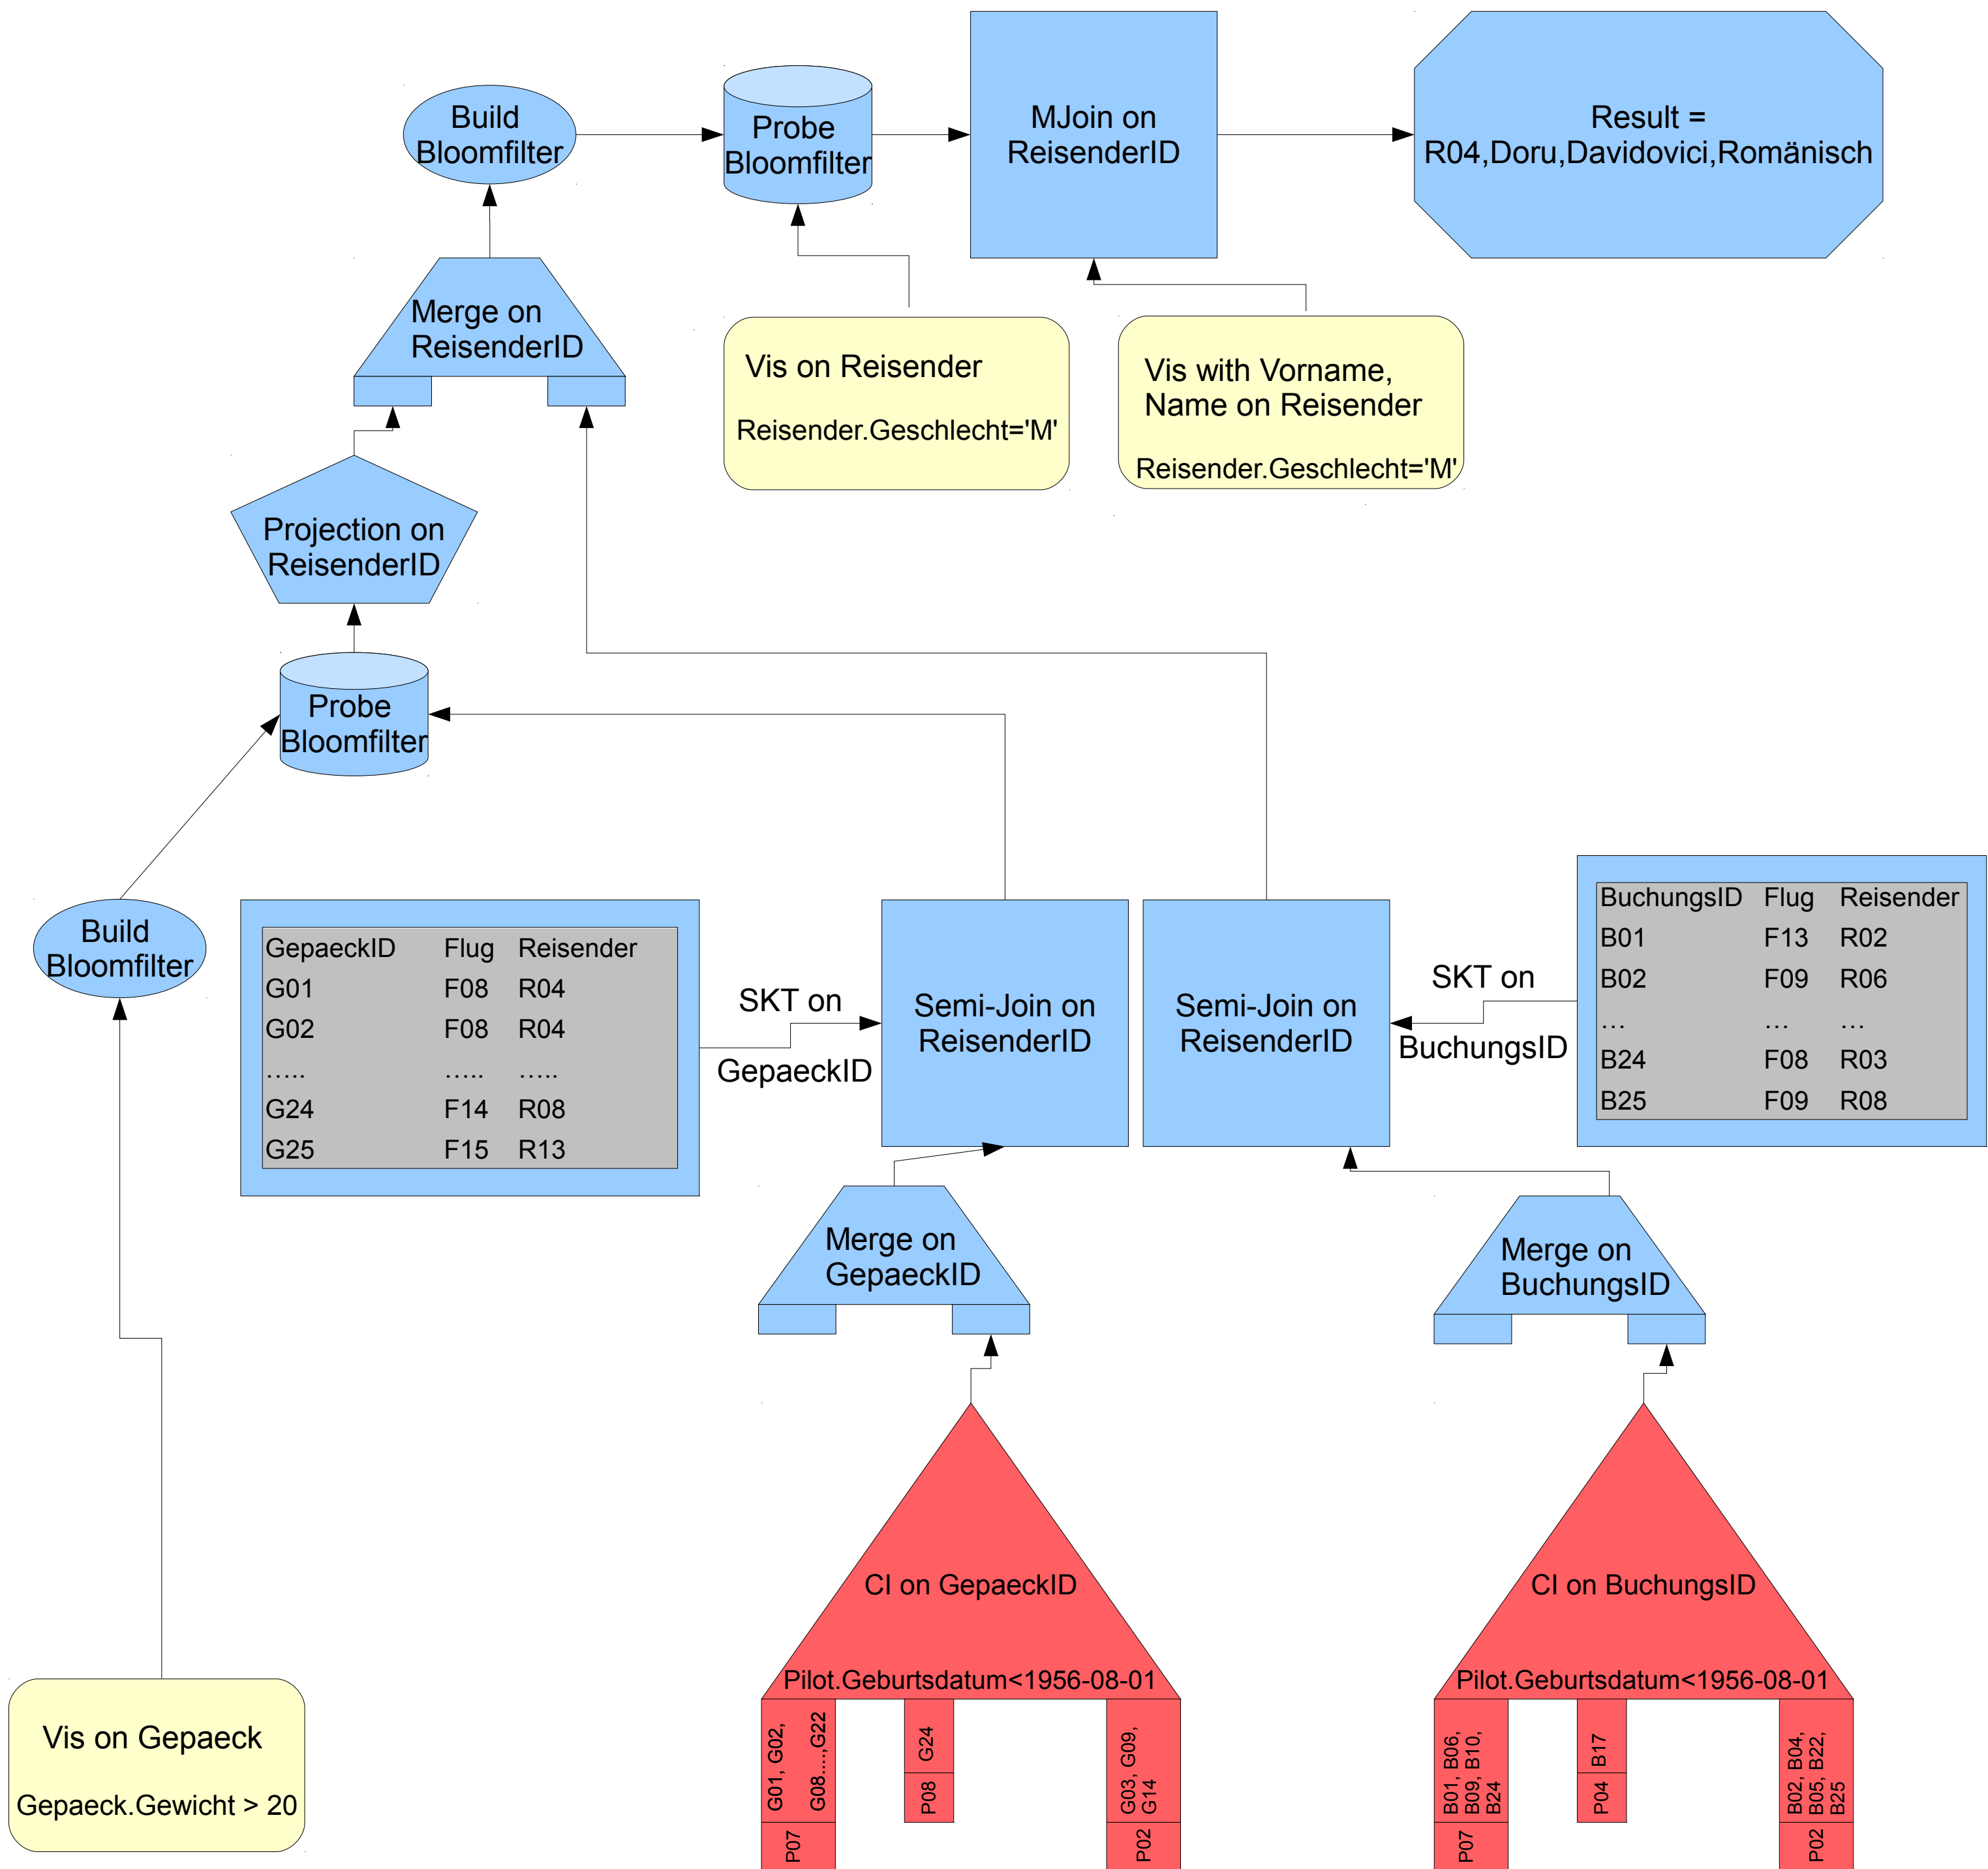 Build
Bloomfilter
Probe
Bloomfilter
MJoin on
ReisenderID
Result =
R04,Doru,Davidovici,Romänisch
Merge on
ReisenderID
Vis on Reisender
Reisender.Geschlecht='M'
Vis with Vorname,
Name on Reisender
Reisender.Geschlecht='M'
Projection on
ReisenderID
Probe
Bloomfilter
Build
Bloomfilter
GepaeckID Flug Reisender
G01 F08 R04
G02 F08 R04
..... ..... .....
G24 F14 R08
G25 F15 R13
SKT on
GepaeckID
Semi-Join on
ReisenderID
Semi-Join on
ReisenderID
SKT on
BuchungsID
BuchungsID Flug Reisender
B01 F13 R02
B02 F09 R06
... ... ...
B24 F08 R03
B25 F09 R08
Merge on
GepaeckID
Merge on
BuchungsID
CI on GepaeckID
Pilot.Geburtsdatum<1956-08-01
G01, G02,
G08....,G22
P07
G24
P08
G03, G09,
G14
P02
CI on BuchungsID
Pilot.Geburtsdatum<1956-08-01
B01, B06,
B09, B10,
B24
P07
B17
P04
B02, B04,
B05, B22,
B25
P02
Vis on Gepaeck
Gepaeck.Gewicht > 20